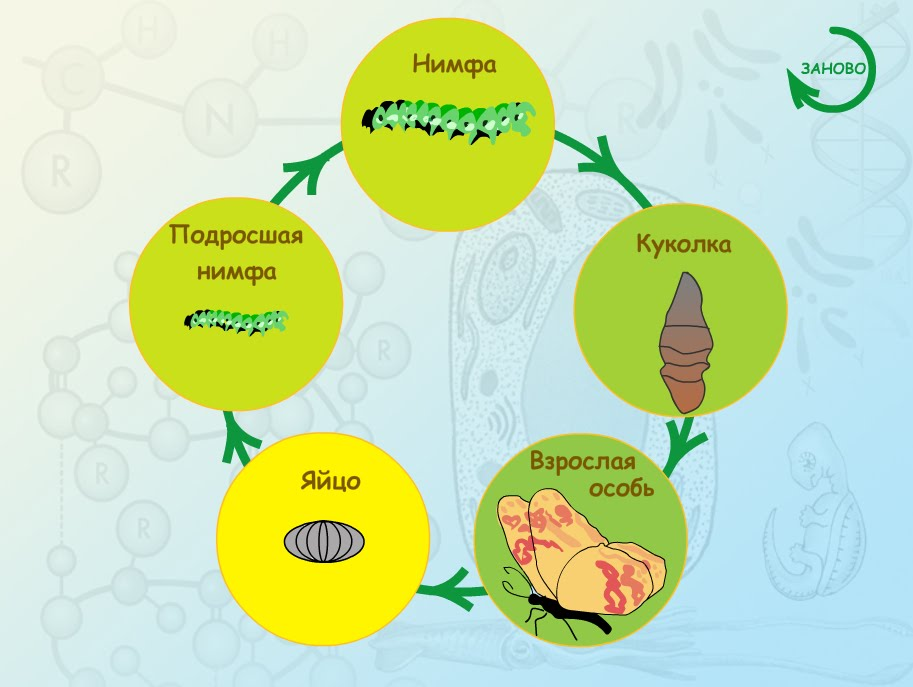 Нимфа
ЗАНОВО
H
H
C
N
R
R
Подросшая
нимфа
Куколка
R
Взрослая
особь
R
Яйцо
R